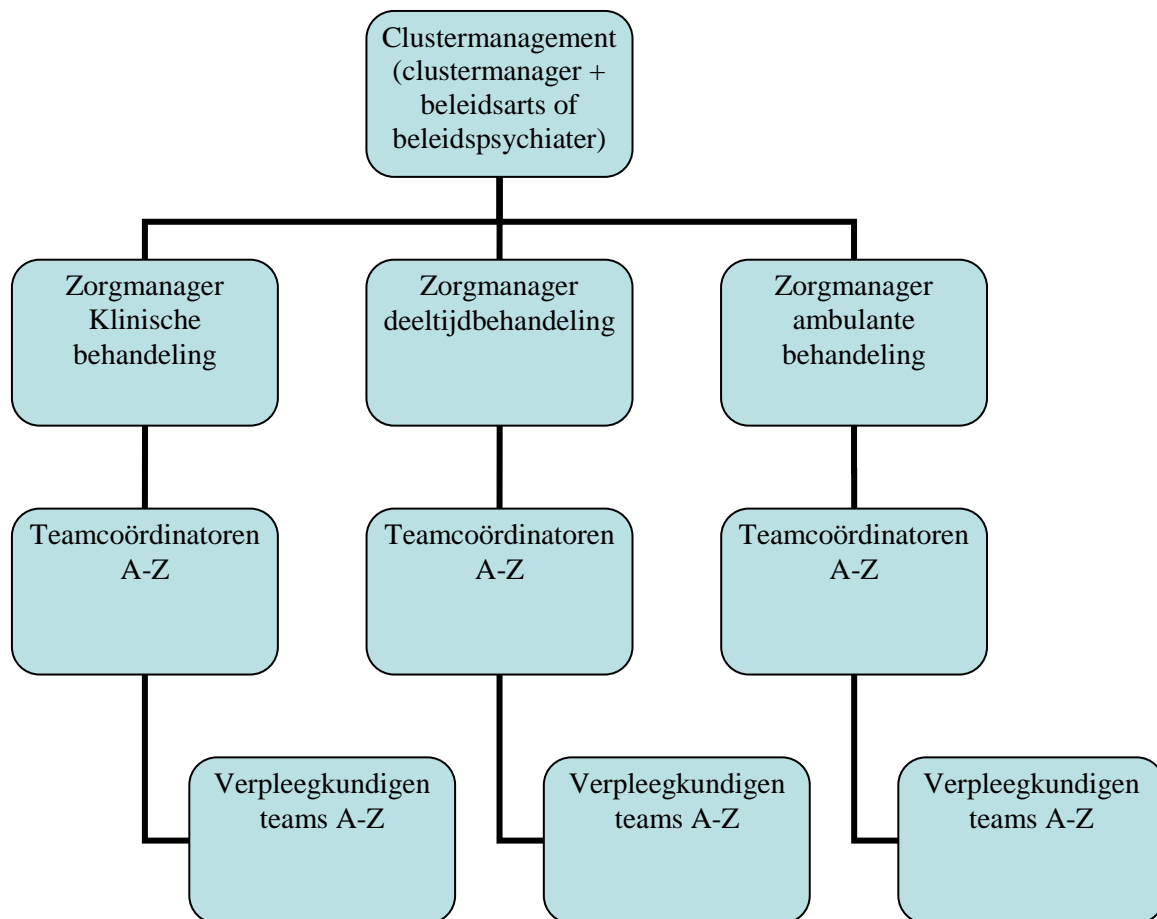 Clustermanagement
(clustermanager +
beleidsarts of
beleidspsychiater)
Zorgmanager
Klinische
behandeling
Zorgmanager
deeltijdbehandeling
Zorgmanager
ambulante
behandeling
Teamcoördinatoren
A-Z
Teamcoördinatoren
A-Z
Teamcoördinatoren
A-Z
Verpleegkundigen
teams A-Z
Verpleegkundigen
teams A-Z
Verpleegkundigen
teams A-Z